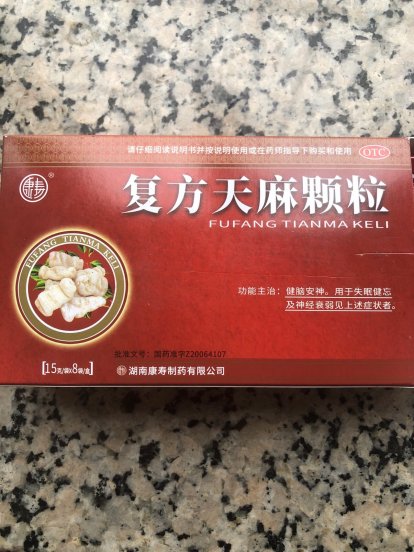 请仔细阅读说明书并按说明使用或在药师指导下购买和使用 OTC
康寿®
复方天麻颗粒
FUFANG TIANMA KELI
FUFANG TIANMA KELI
功能主治：健脑安神。用于失眠健忘
及神经衰弱见上述症状者。
批准文号：国药准字Z20064107
[15克/袋x8袋/盒]
湖南康寿制药有限公司